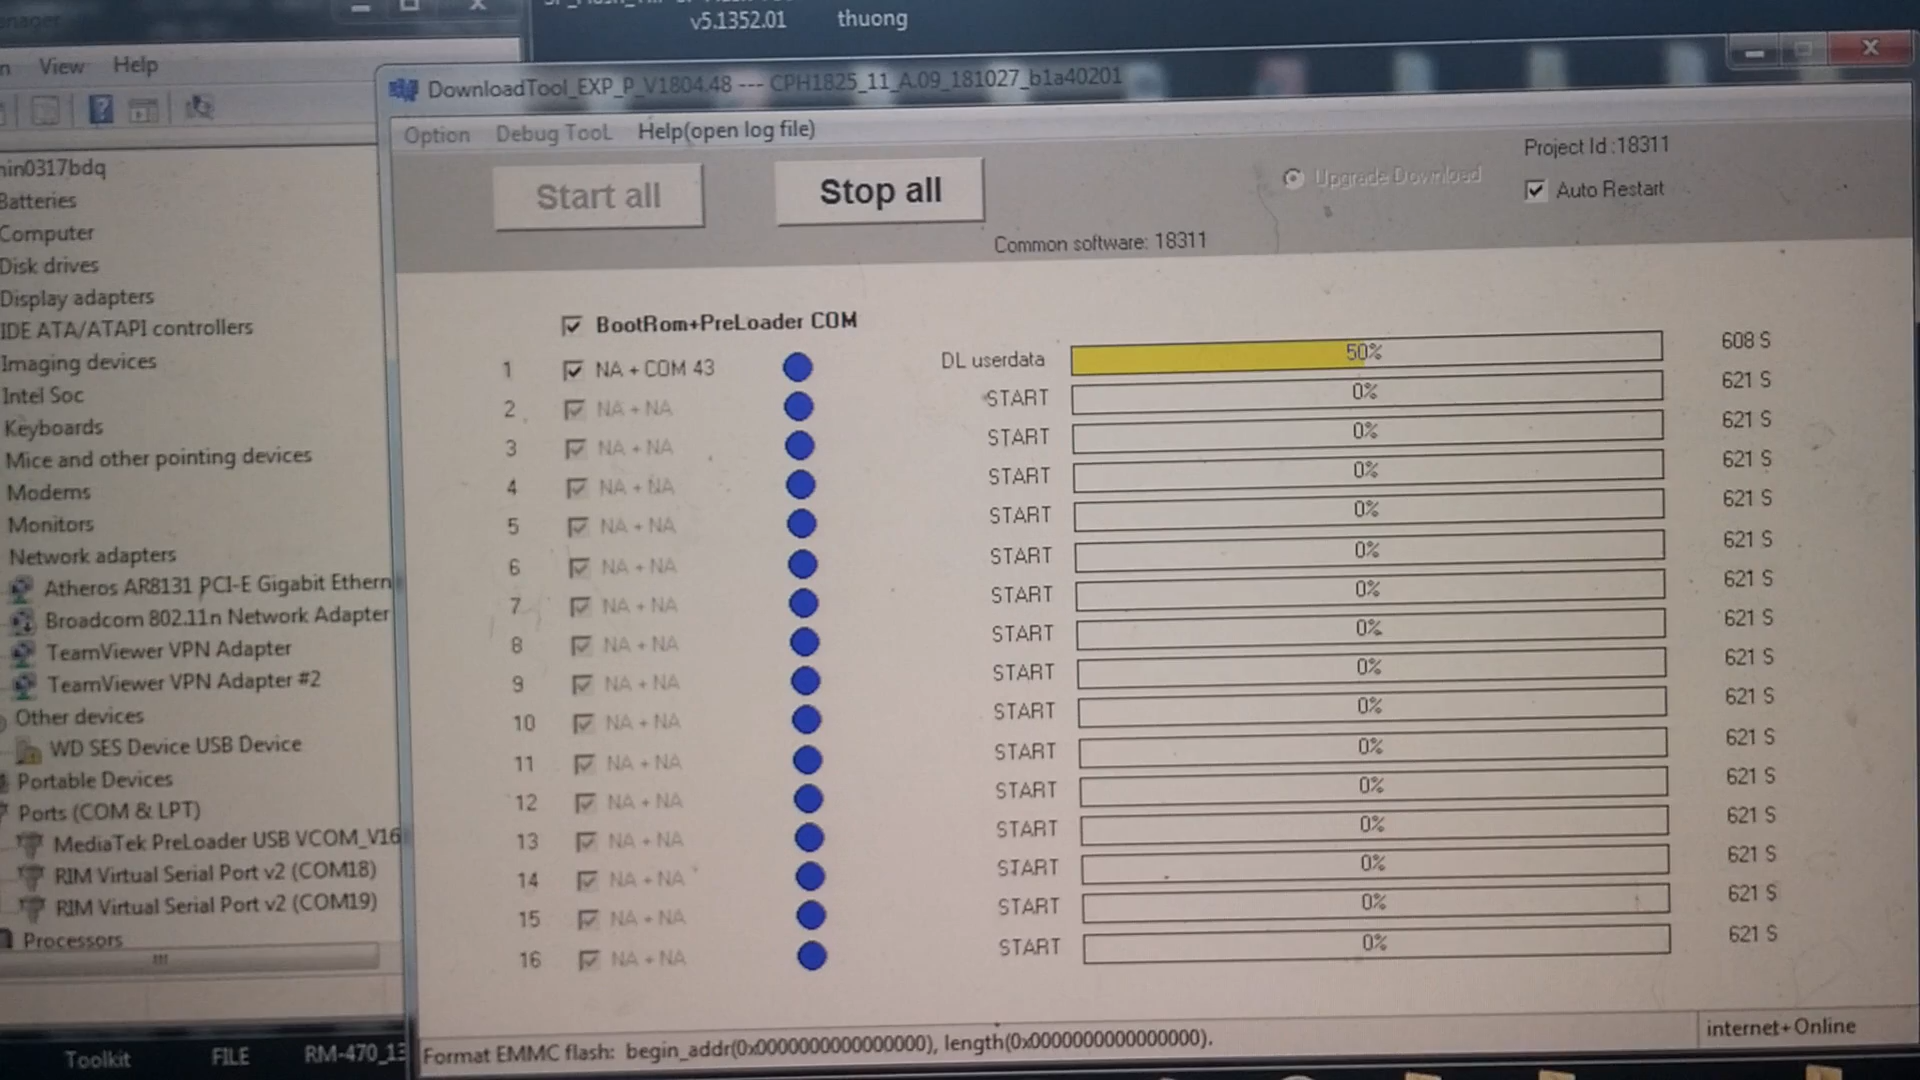 v5.1352.01
thuong
View Help
DownloadTool_EXP_P_V1804.48 --- CPH1825_11_A.09_181027_b1a40201
Option Debug TooL Help(open log file)
Start all
Stop all
Upgrade Download
Project Id :18311
Auto Restart
Common software: 18311
Batteries
Computer
Disk drives
Display adapters
IDE ATA/ATAPI controllers
Imaging devices
Intel Soc
Keyboards
Mice and other pointing devices
Modems
Monitors
Network adapters
Atheros AR8131 PCI-E Gigabit Ethern
Broadcom 802.11n Network Adapter
TeamViewer VPN Adapter
TeamViewer VPN Adapter #2
Other devices
WD SES Device USB Device
Portable Devices
Ports (COM & LPT)
MediaTek PreLoader USB VCOM_V16
RIM Virtual Serial Port v2 (COM18)
RIM Virtual Serial Port v2 (COM19)
Processors
BootRom+PreLoader COM
1 NA + COM 43 DL userdata 50% 608 S
2 NA + NA START 0% 621 S
3 NA + NA START 0% 621 S
4 NA + NA START 0% 621 S
5 NA + NA START 0% 621 S
6 NA + NA START 0% 621 S
7 NA + NA START 0% 621 S
8 NA + NA START 0% 621 S
9 NA + NA START 0% 621 S
10 NA + NA START 0% 621 S
11 NA + NA START 0% 621 S
12 NA + NA START 0% 621 S
13 NA + NA START 0% 621 S
14 NA + NA START 0% 621 S
15 NA + NA START 0% 621 S
16 NA + NA START 0% 621 S
Format EMMC flash: begin_addr(0x0000000000000000), length(0x0000000000000000).
internet+Online
Toolkit FILE RM-470_13